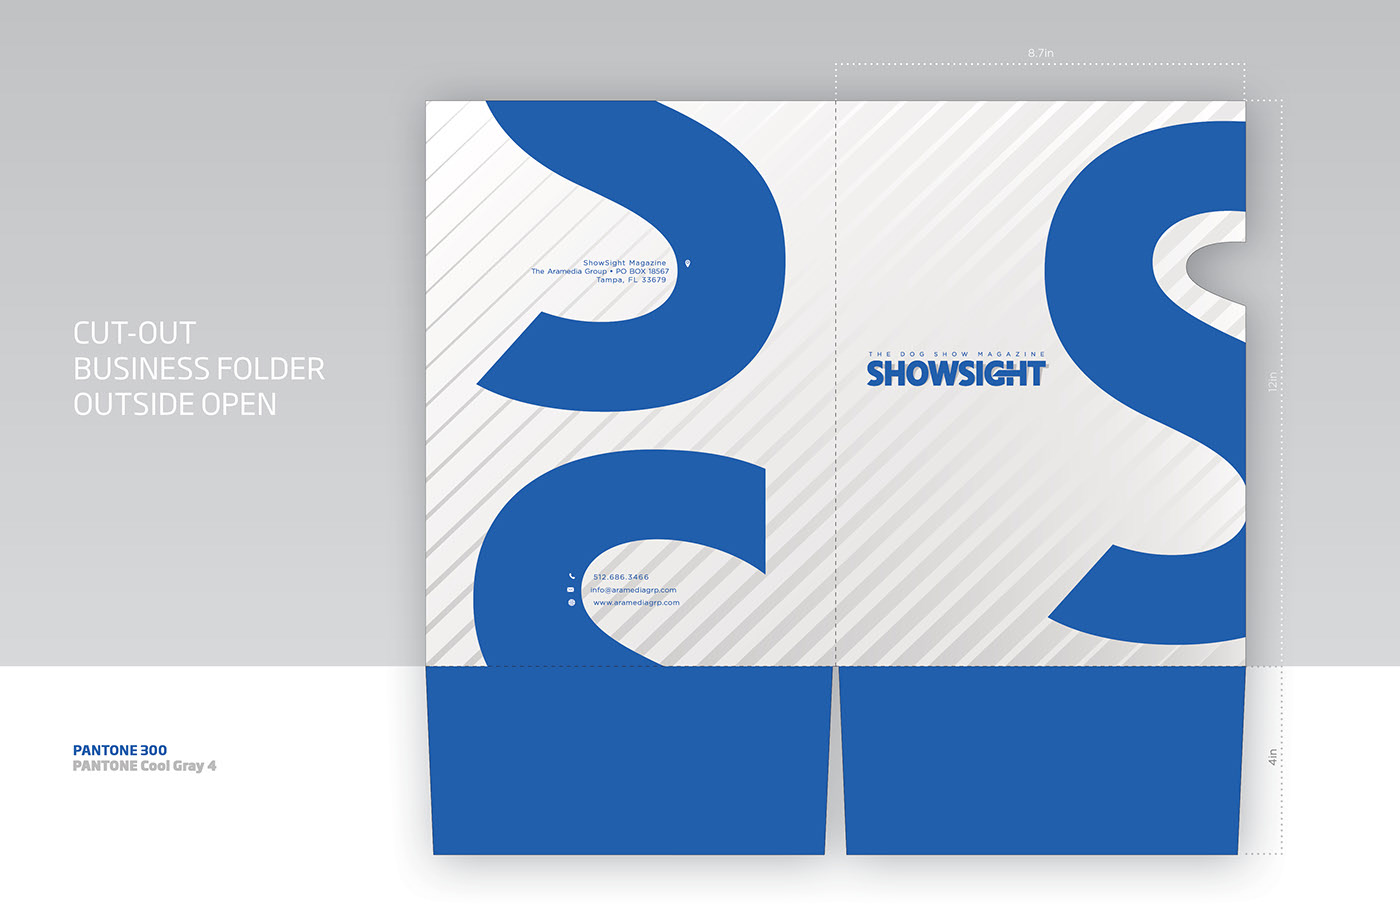 8.7in
ShowSight Magazine
The Aramedia Group • PO BOX 18567
Tampa, FL 33679
CUT-OUT
BUSINESS FOLDER
OUTSIDE OPEN
THE DOG SHOW MAGAZINE
SHOWSIGHT
12in
512.686.3466
info@aramediagrp.com
www.aramediagrp.com
PANTONE 300
PANTONE Cool Gray 4
4in